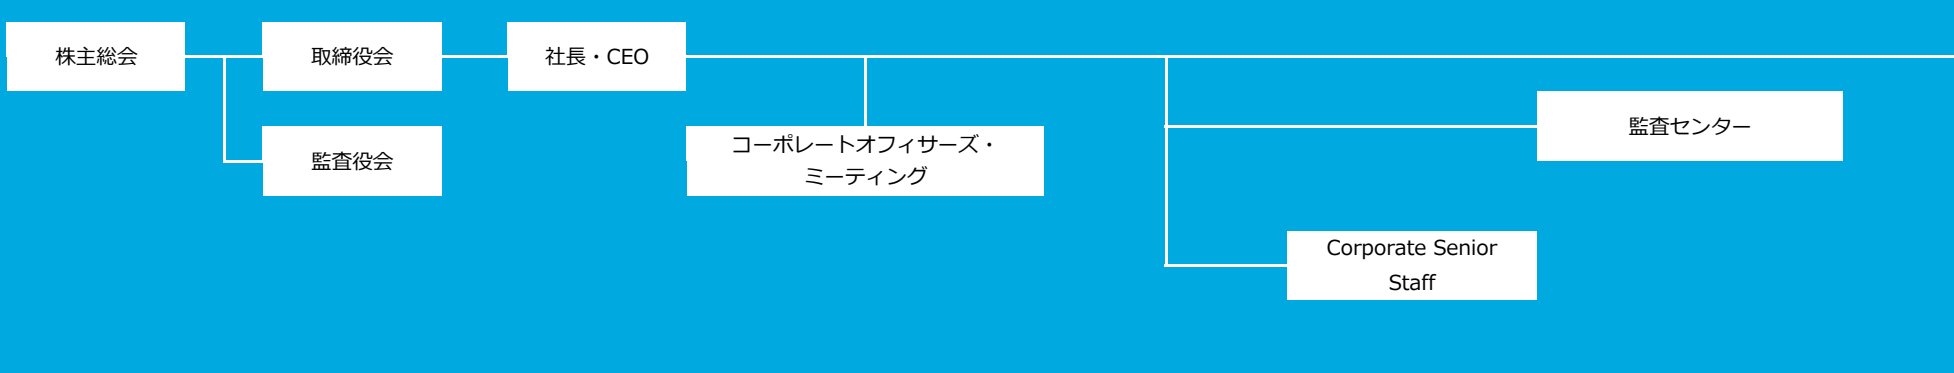 株主総会
取締役会
社長・CEO
監査役会
コーポレートオフィサーズ・
ミーティング
監査センター
Corporate Senior
Staff